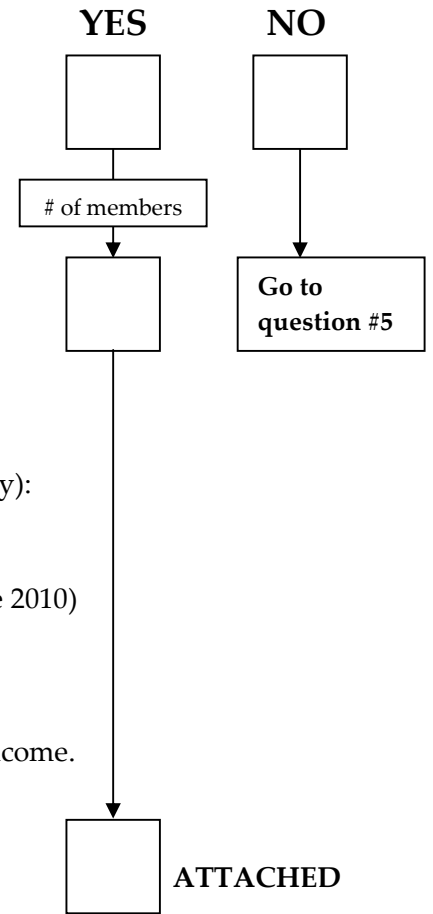 YES NO
# of members
Go to
question #5
y):
2010)
come.
ATTACHED